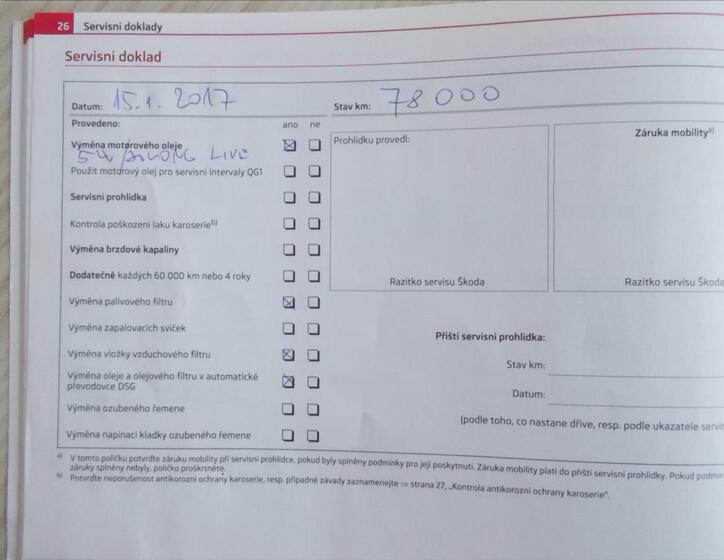 26 Servisní doklady
Servisní doklad
Datum: 15.1. 2017 Stav km: 78 000
Provedeno: ano ne
Výměna motorového oleje
LIVE
Použit motorový olej pro servisní intervaly QG1
Servisní prohlídka
Kontrola poškození laku karoserie b)
Výměna brzdové kapaliny
Dodatečně každých 60 000 km nebo 4 roky
Výměna palivového filtru
Výměna zapalovacích svíček
Výměna vložky vzduchového filtru
Výměna oleje a olejového filtru v automatické
převodovce DSG
Výměna ozubeného řemene
Výměna napínací kladky ozubeného řemene
Prohlídku provedl:
Razítko servisu Škoda
Záruka mobility a)
Razítko servisu Škoda
Příští servisní prohlídka:
Stav km:
Datum:
(podle toho, co nastane dříve, resp. podle ukazatele
a) V tomto políčku potvrďte záruku mobility při servisní prohlídce, pokud byly splněny podmínky pro její poskytnutí. Záruka mobility platí do příští servisní prohlídky. Pokud
záruky splněny nebyly, políčko proškrtněte.
b) Potvrďte neporušenost antikorozní ochrany karoserie, resp. případné závady zaznamenejte ⇒ strana 27, „Kontrola antikorozní ochrany karoserie“.